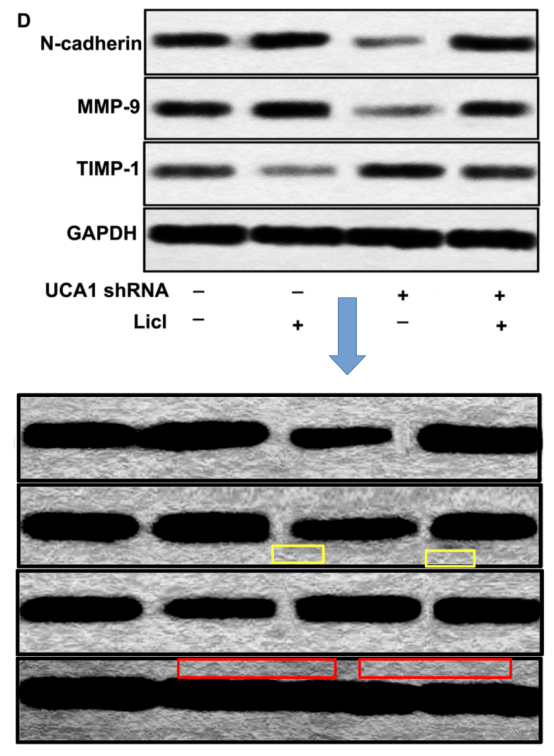 D
N-cadherin
MMP-9
TIMP-1
GAPDH
UCA1 shRNA – – + +
Licl – + – +